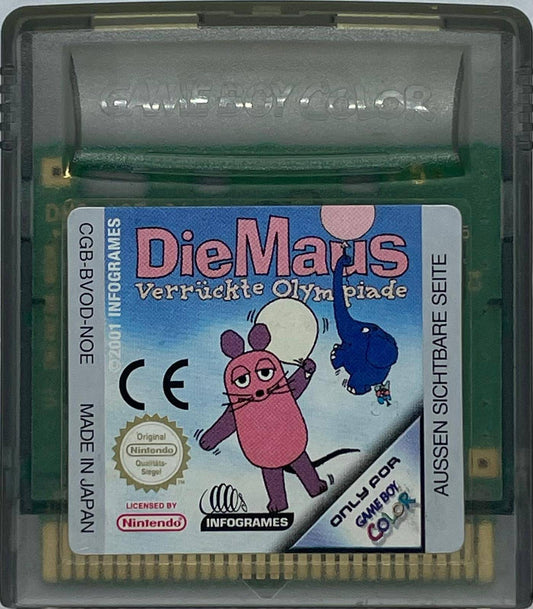 GAME BOY COLOR
DieMaus
Verrückte Olympiade
©2001 INFOGRAMES
CGB-BVOD-NOE MADE IN JAPAN
CE
Original
Nintendo
Qualitäts-
Siegel
LICENSED BY
Nintendo
INFOGRAMES
ONLY FOR
GAME BOY
COLOR
AUSSEN SICHTBARE SEITE